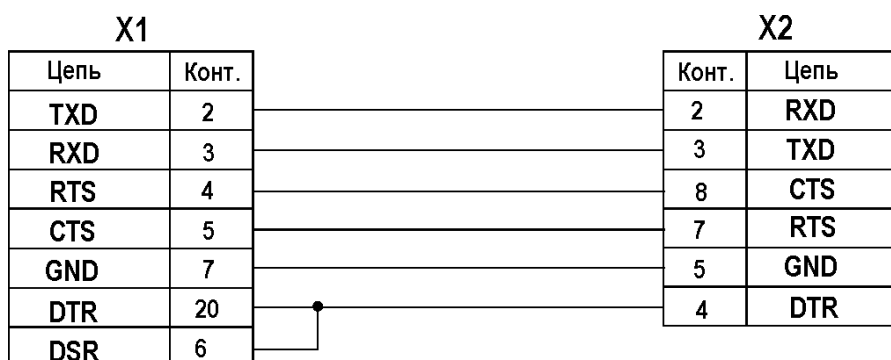 X1 X2
Цепь Конт. Конт. Цепь
TXD 2 2 RXD
RXD 3 3 TXD
RTS 4 8 CTS
CTS 5 7 RTS
GND 7 5 GND
DTR 20 4 DTR
DSR 6